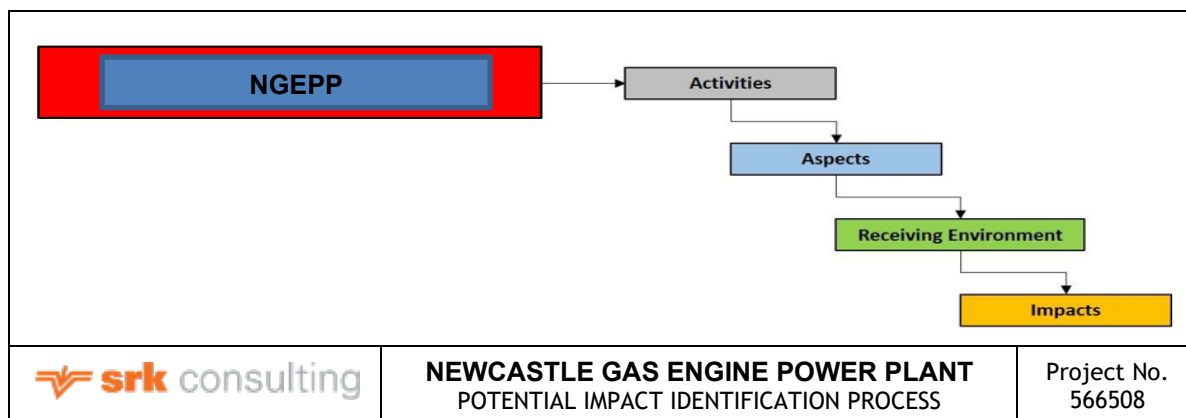 NGEPP
Activities
Aspects
Receiving Environment
Impacts
srk consulting
NEWCASTLE GAS ENGINE POWER PLANT
POTENTIAL IMPACT IDENTIFICATION PROCESS
Project No.
566508